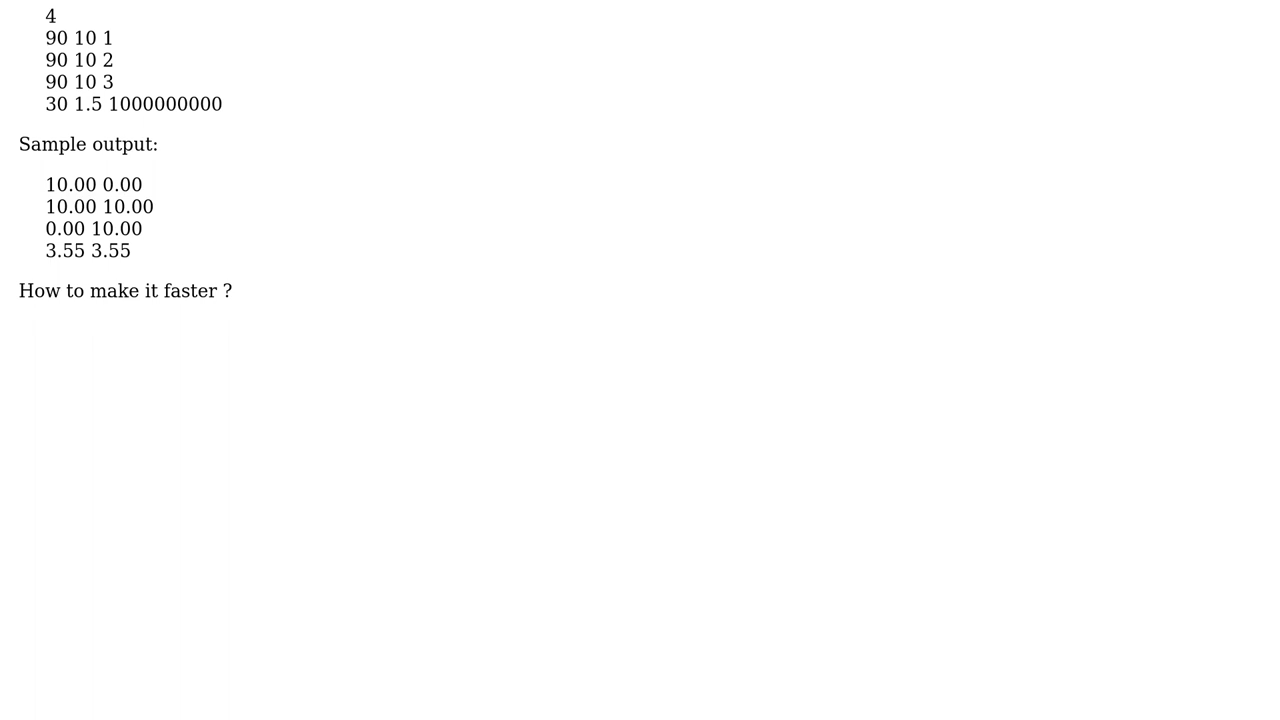 4
90 10 1
90 10 2
90 10 3
30 1.5 1000000000
Sample output:
10.00 0.00
10.00 10.00
0.00 10.00
3.55 3.55
How to make it faster ?